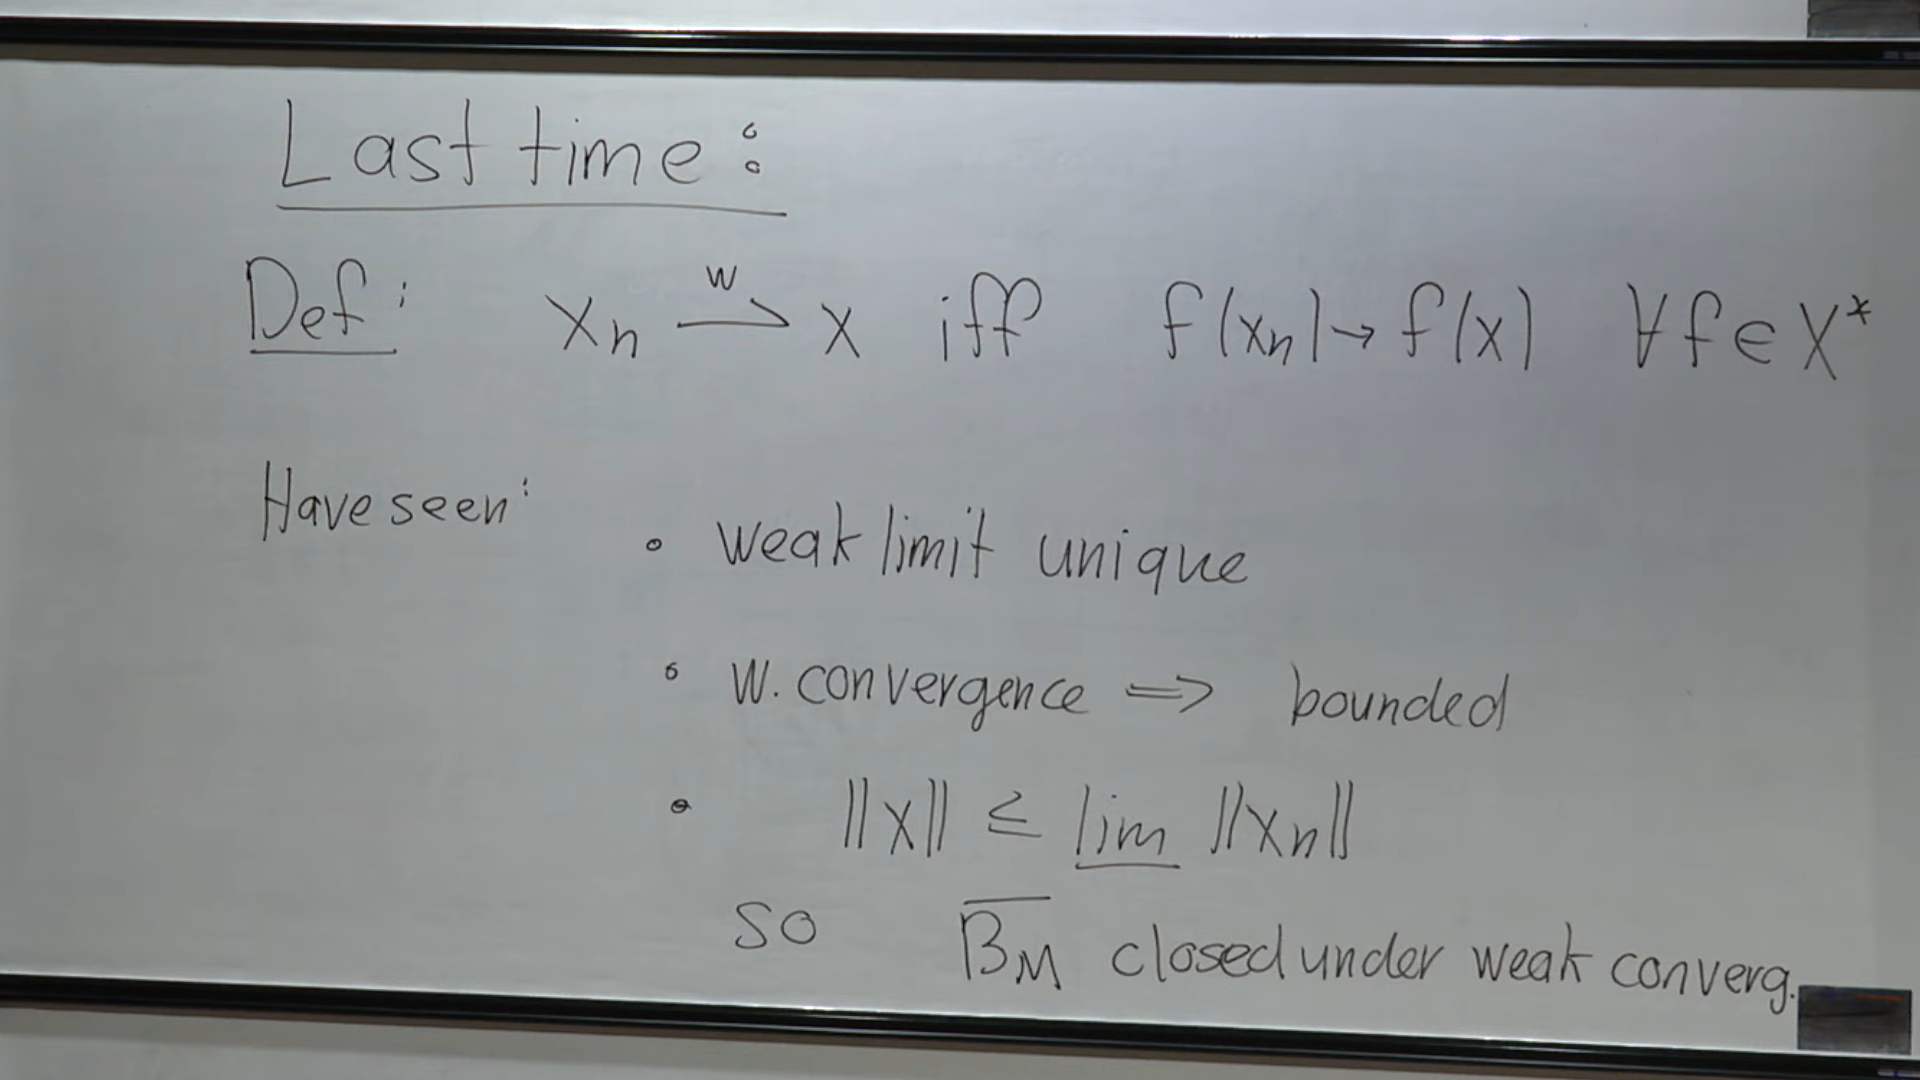 Last time:
Def: xn w⇀ x iff f(xn) → f(x) ∀f∈X*
Have seen:
• weak limit unique
• w. convergence ⇒ bounded
• ||x|| ≤ l̲i̲m̲ ||xn||
so B̅M closed under weak converg.